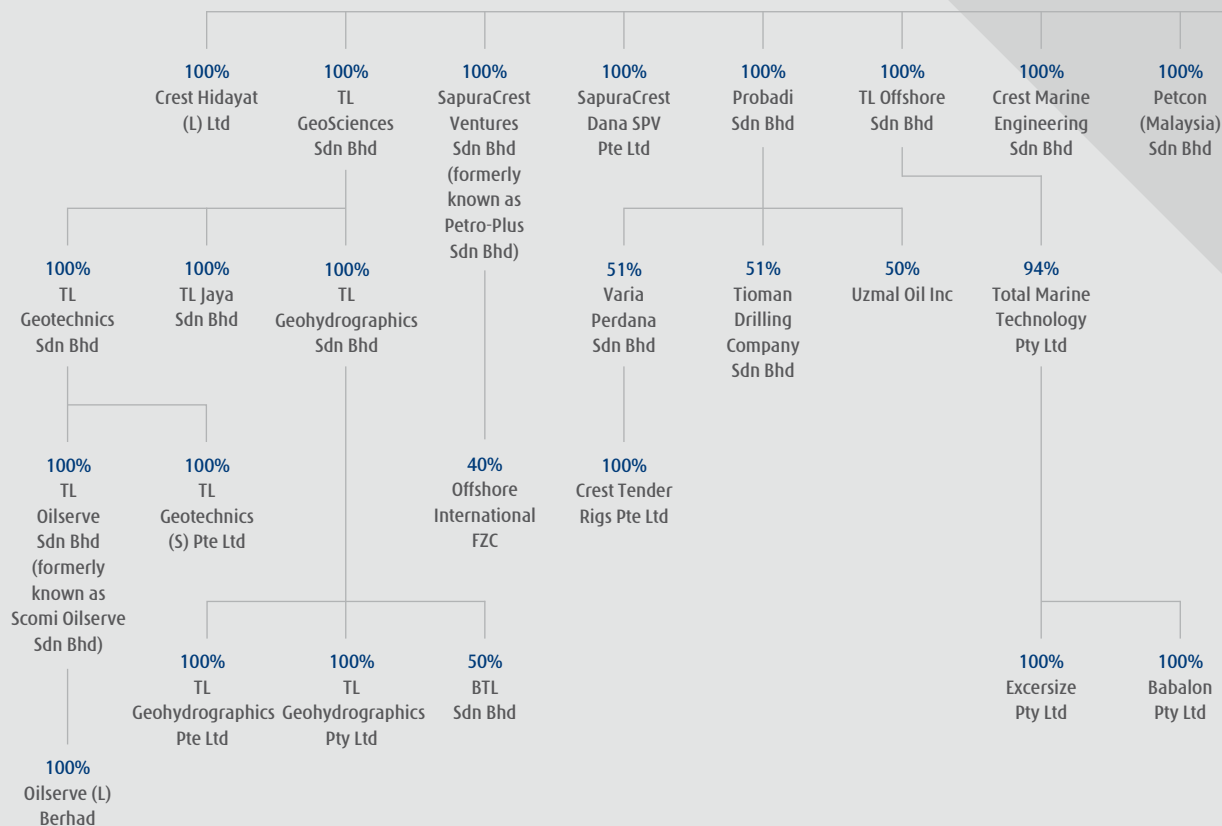 100%
Crest Hidayat
(L) Ltd
100%
TL
GeoSciences
Sdn Bhd
100%
SapuraCrest
Ventures
Sdn Bhd
(formerly
known as
Petro-Plus
Sdn Bhd)
100%
SapuraCrest
Dana SPV
Pte Ltd
100%
Probadi
Sdn Bhd
100%
TL Offshore
Sdn Bhd
100%
Crest Marine
Engineering
Sdn Bhd
100%
Petcon
(Malaysia)
Sdn Bhd
100%
TL
Geotechnics
Sdn Bhd
100%
TL Jaya
Sdn Bhd
100%
TL
Geohydrographics
Sdn Bhd
51%
Varia
Perdana
Sdn Bhd
51%
Tioman
Drilling
Company
Sdn Bhd
50%
Uzmal Oil Inc
94%
Total Marine
Technology
Pty Ltd
100%
TL
Oilserve
Sdn Bhd
(formerly
known as
Scomi Oilserve
Sdn Bhd)
100%
TL
Geotechnics
(S) Pte Ltd
40%
Offshore
International
FZC
100%
Crest Tender
Rigs Pte Ltd
100%
TL
Geohydrographics
Pte Ltd
100%
TL
Geohydrographics
Pty Ltd
50%
BTL
Sdn Bhd
100%
Excersize
Pty Ltd
100%
Babalon
Pty Ltd
100%
Oilserve (L)
Berhad